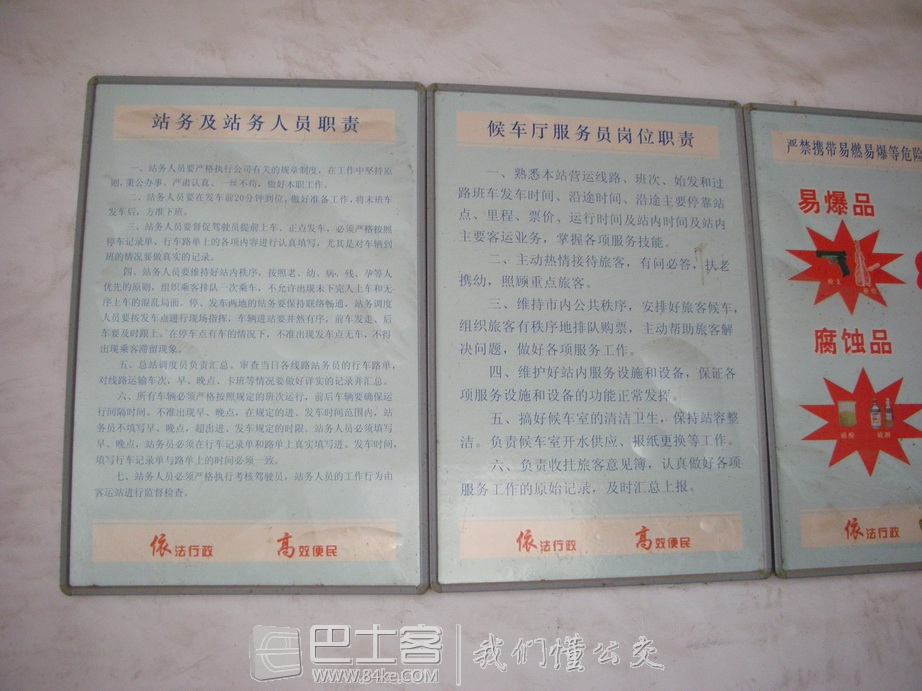 站务及站务人员职责
一、站务人员要严格执行公司有关的规章制度，在工作中坚持原
则，秉公办事，严肃认真，一丝不苟，做好本职工作。
二、站务人员要在发车前20分钟到位，做好准备工作，将末班车
发车后，方准下班。
三、站务人员要督促驾驶员提前上车，正点发车，必须严格按照
停车记录单、行车路单上的各项内容进行认真填写，尤其是对车辆到
班的情况要做真实的记录。
四、站务人员要维持好站内秩序，按照老、幼、病、残、孕等人
优先的原则，组织乘客排队一次乘车，不允许出现未下完人上车和无
序上车的混乱局面。停、发车两地的站务要保持联络畅通，站务调度
人员要按发车点进行现场指挥，车辆进站要井然有序，前车发走、后
车要及时跟上。在停车点有车的情况下，不准出现发车点无车、不得
出现乘客滞留现象。
五、总站调度员负责汇总、审查当日各线路站务员的行车路单，
对线路运输车次，早、晚点、卡班等情况要做好详实的记录并汇总。
六、所有车辆必须严格按照规定的班次运行，前后车辆要确保运
行间隔时间。不准出现早、晚点，在规定的进、发车时间范围内，站
务员不填写早、晚点，超出进、发车规定的时限。站务人员必须填写
早、晚点，站务员必须在行车记录单和路单上真实填写进、发车时间，
填写行车记录单与路单上的时间必须一致。
七、站务人员必须严格执行考核驾驶员，站务人员的工作行为由
客运站进行监督检查。
依法行政 高效便民
候车厅服务员岗位职责
一、熟悉本站营运线路、班次、始发和过
路班车发车时间、沿途时间、沿途主要停靠站
点、里程、票价，运行时间及站内时间及站内
主要客运业务，掌握各项服务技能。
二、主动热情接待旅客，有问必答，扶老
携幼，照顾重点旅客。
三、维持市内公共秩序，安排好旅客候车，
组织旅客有秩序地排队购票，主动帮助旅客解
决问题，做好各项服务工作。
四、维护好站内服务设施和设备，保证各
项服务设施和设备的功能正常发挥。
五、搞好候车室的清洁卫生，保持站容整
洁。负责候车室开水供应、报纸更换等工作。
六、负责收挂旅客意见簿，认真做好各项
服务工作的原始记录，及时汇总上报。
依法行政 高效便民
严禁携带易燃易爆等危险
易爆品
腐蚀品
依法行政
巴士客 我们懂公交
www.84ke.com